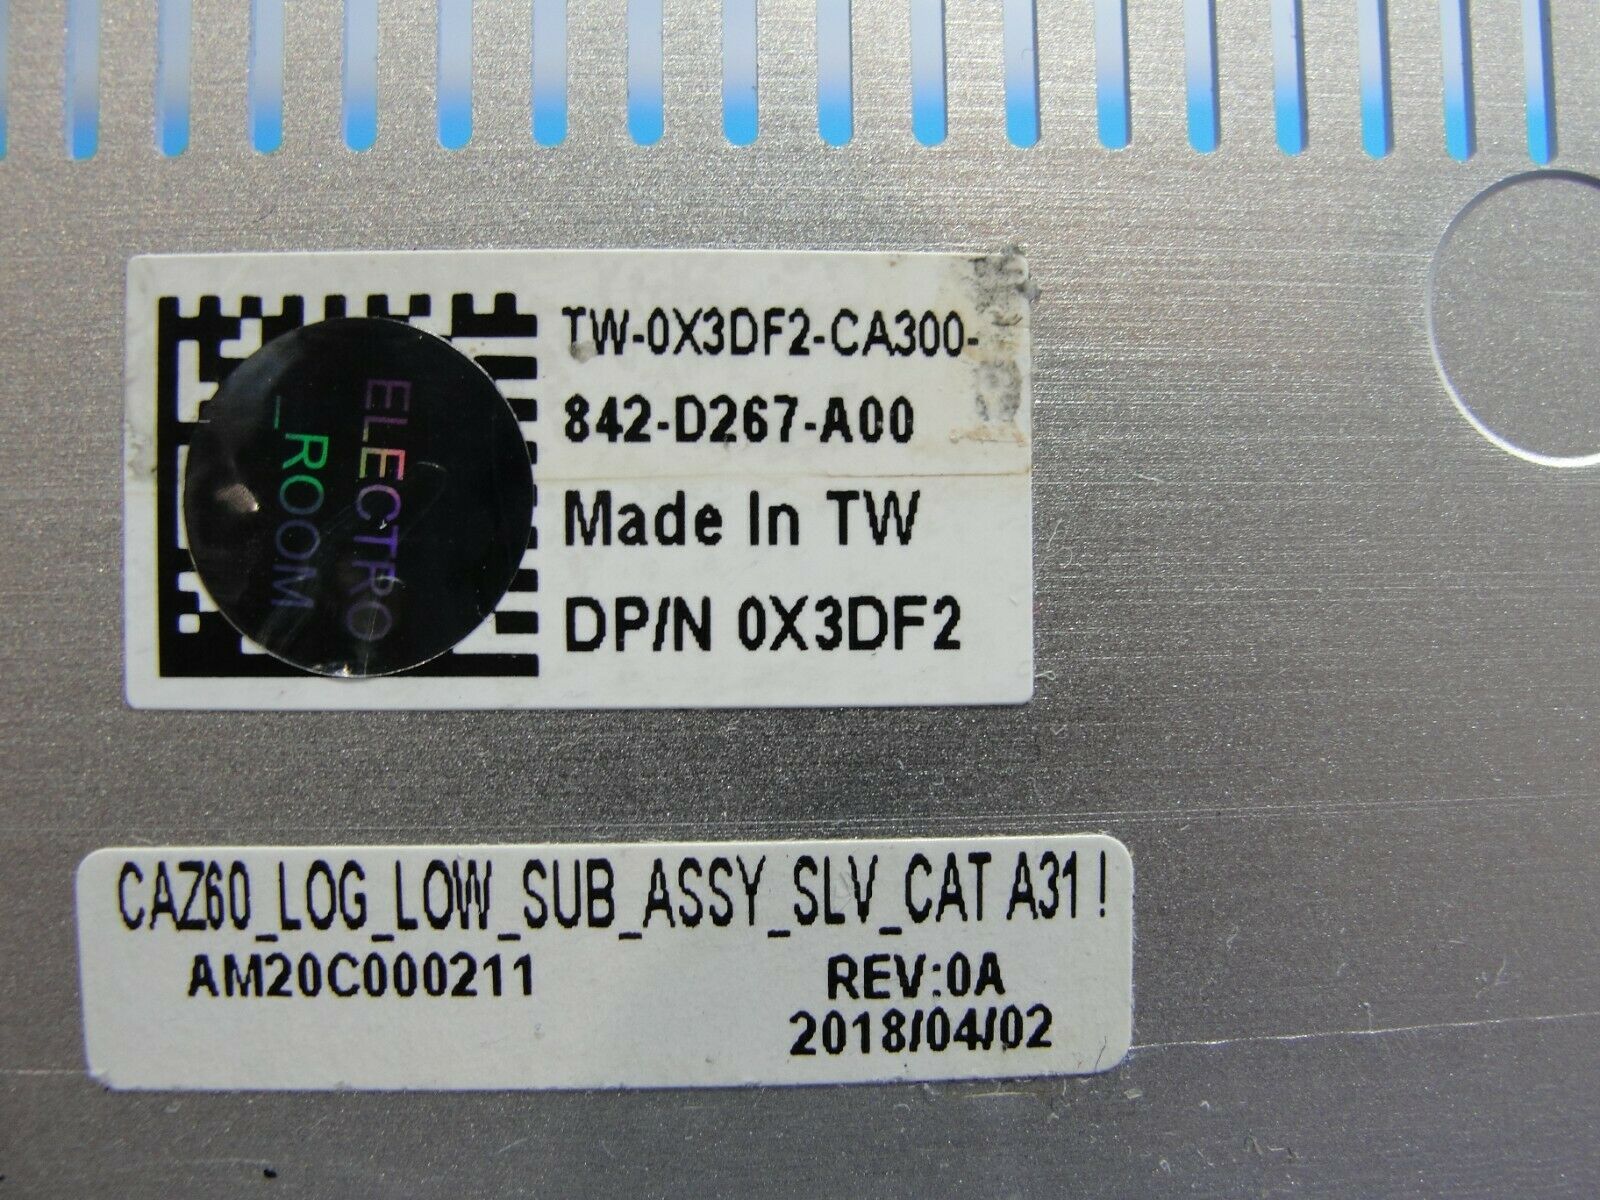 TW-0X3DF2-CA300-
842-D267-A00
Made In TW
DP/N 0X3DF2
ELECTRO
_ROOM
CAZ60_LOG_LOW_SUB_ASSY_SLV_CAT A31 !
AM20C000211
REV:0A
2018/04/02